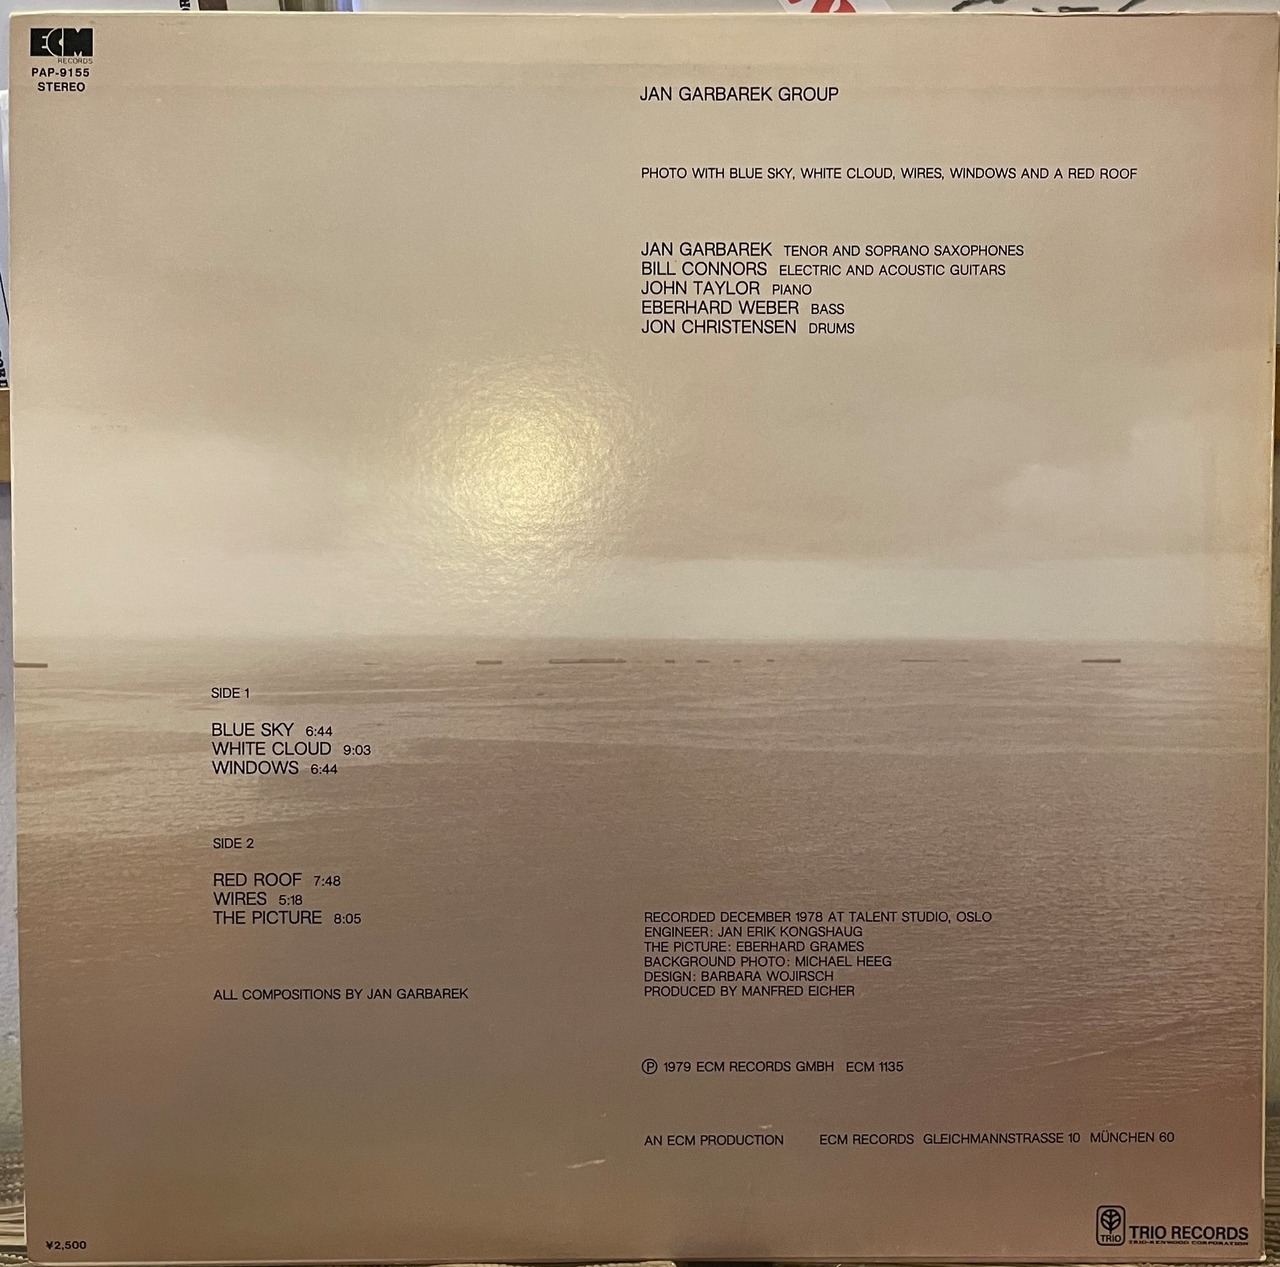 ECM
RECORDS
PAP-9155
STEREO
JAN GARBAREK GROUP
PHOTO WITH BLUE SKY, WHITE CLOUD, WIRES, WINDOWS AND A RED ROOF
JAN GARBAREK TENOR AND SOPRANO SAXOPHONES
BILL CONNORS ELECTRIC AND ACOUSTIC GUITARS
JOHN TAYLOR PIANO
EBERHARD WEBER BASS
JON CHRISTENSEN DRUMS
SIDE 1
BLUE SKY 6:44
WHITE CLOUD 9:03
WINDOWS 6:44
SIDE 2
RED ROOF 7:48
WIRES 5:18
THE PICTURE 8:05
ALL COMPOSITIONS BY JAN GARBAREK
RECORDED DECEMBER 1978 AT TALENT STUDIO, OSLO
ENGINEER: JAN ERIK KONGSHAUG
THE PICTURE: EBERHARD GRAMES
BACKGROUND PHOTO: MICHAEL HEEG
DESIGN: BARBARA WOJIRSCH
PRODUCED BY MANFRED EICHER
Ⓟ 1979 ECM RECORDS GMBH ECM 1135
AN ECM PRODUCTION ECM RECORDS GLEICHMANNSTRASSE 10 MÜNCHEN 60
¥2,500
TRIO
TRIO RECORDS
TRIO-KENWOOD CORPORATION